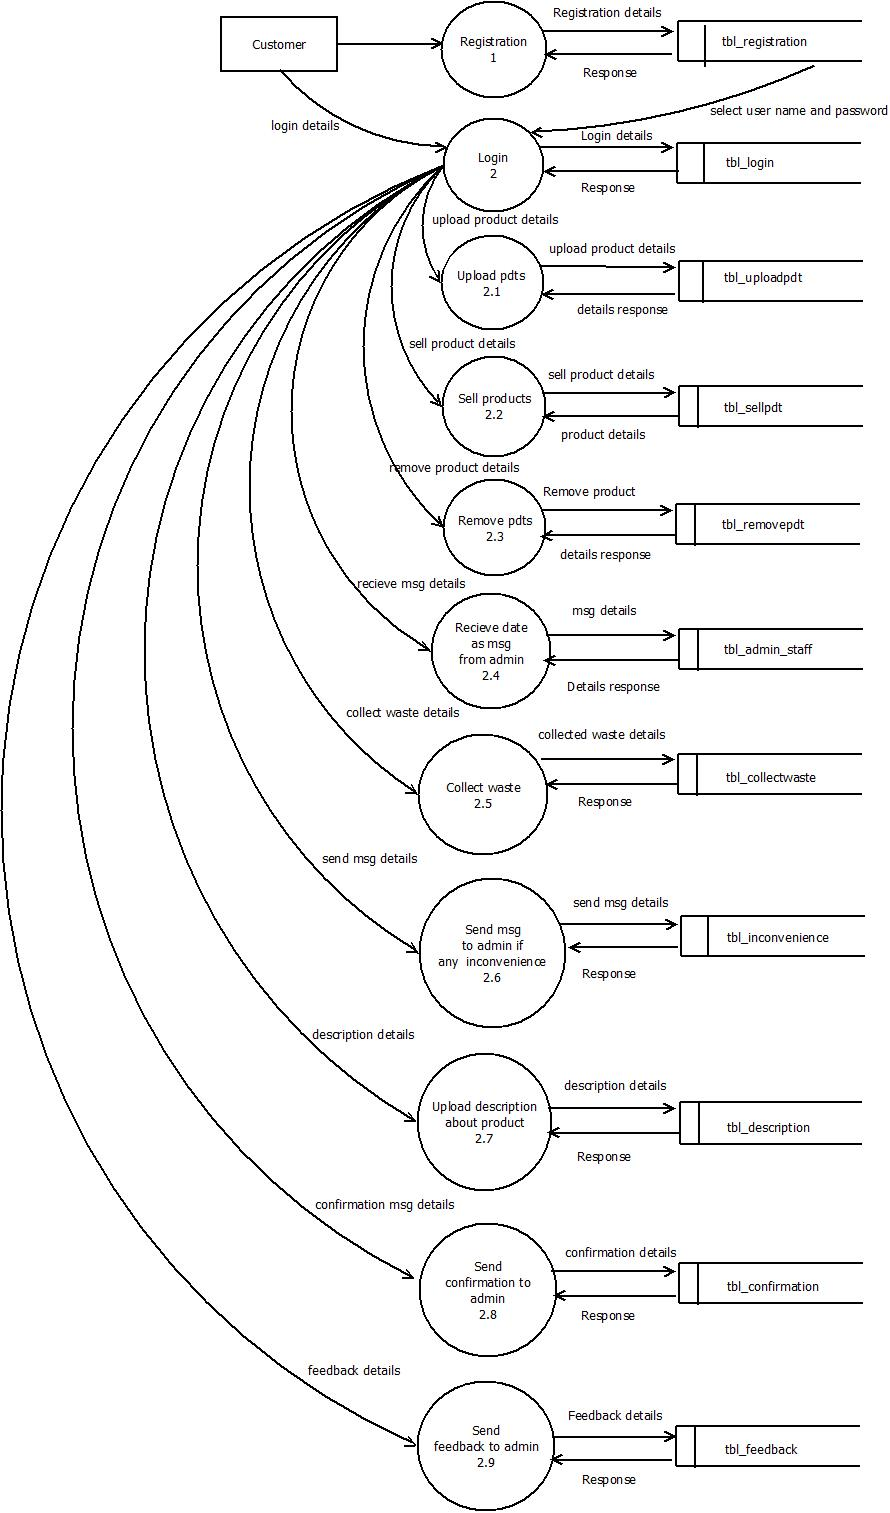 Registration details
Customer
Registration
1
tbl_registration
Response
select user name and password
login details
Login details
Login
2
tbl_login
Response
upload product details
upload product details
Upload pdts
2.1
tbl_uploadpdt
details response
sell product details
sell product details
Sell products
2.2
tbl_sellpdt
product details
remove product details
Remove product
Remove pdts
2.3
tbl_removepdt
details response
recieve msg details
msg details
Recieve date
as msg
from admin
2.4
tbl_admin_staff
Details response
collect waste details
collected waste details
Collect waste
2.5
tbl_collectwaste
Response
send msg details
send msg details
Send msg
to admin if
any inconvenience
2.6
tbl_inconvenience
Response
description details
description details
Upload description
about product
2.7
tbl_description
Response
confirmation msg details
confirmation details
Send
confirmation to
admin
2.8
tbl_confirmation
Response
feedback details
Feedback details
Send
feedback to admin
2.9
tbl_feedback
Response